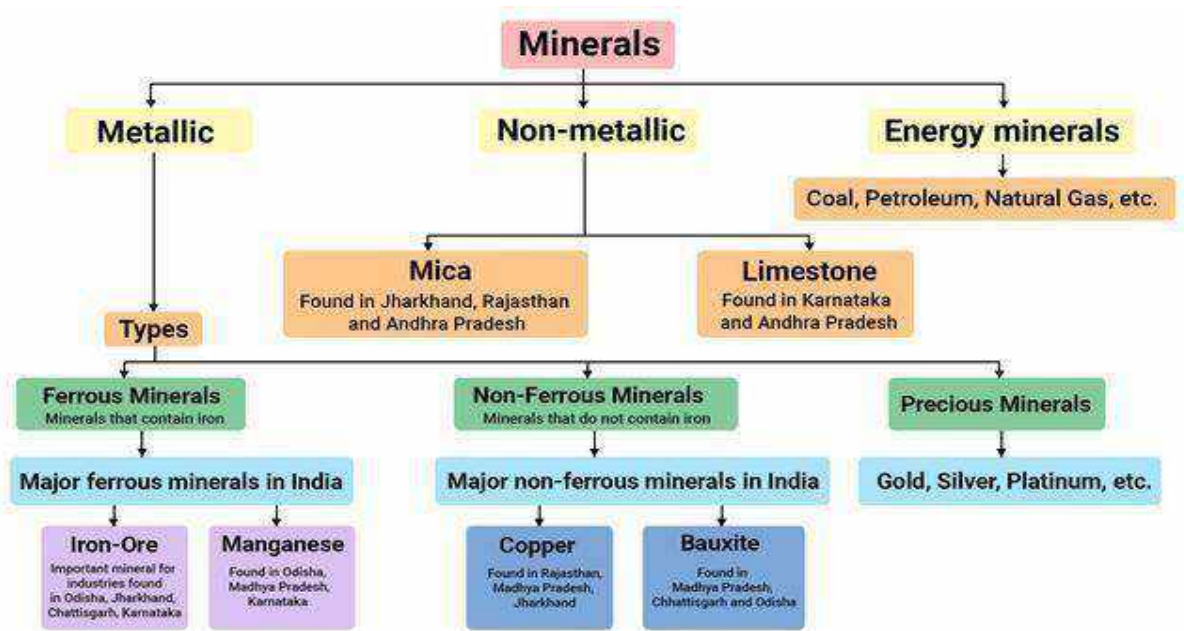 Minerals
Metallic
Non-metallic
Energy minerals
Coal, Petroleum, Natural Gas, etc.
Mica
Found in Jharkhand, Rajasthan
and Andhra Pradesh
Limestone
Found in Karnataka
and Andhra Pradesh
Types
Ferrous Minerals
Minerals that contain iron
Non-Ferrous Minerals
Minerals that do not contain iron
Precious Minerals
Major ferrous minerals in India
Major non-ferrous minerals in India
Gold, Silver, Platinum, etc.
Iron-Ore
Important mineral for
industries found
in Odisha, Jharkhand,
Chattisgarh, Karnataka
Manganese
Found in Odisha,
Madhya Pradesh,
Karnataka
Copper
Found in Rajasthan,
Madhya Pradesh,
Jharkhand
Bauxite
Found in
Madhya Pradesh,
Chhattisgarh and Odisha